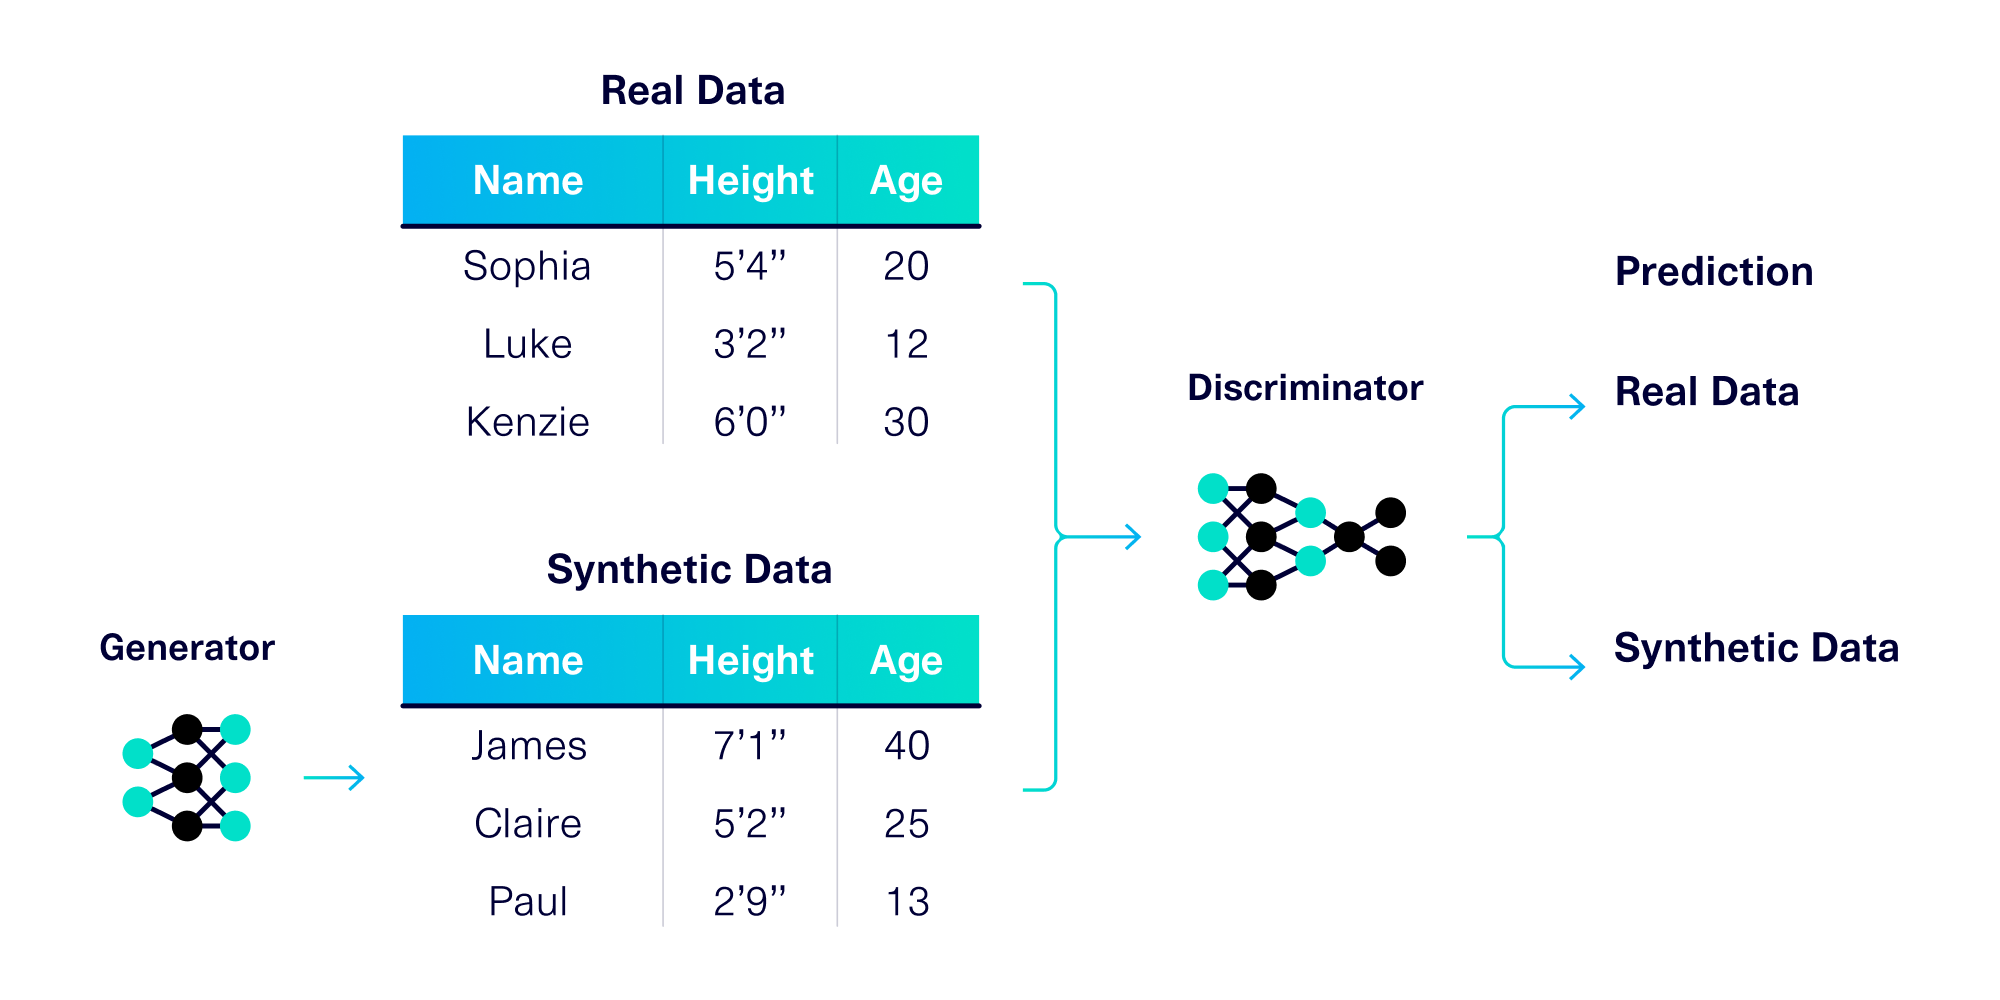 Real Data
Name Height Age
Sophia 5’4” 20
Luke 3’2” 12
Kenzie 6’0” 30
Synthetic Data
Name Height Age
James 7’1” 40
Claire 5’2” 25
Paul 2’9” 13
Generator
Discriminator
Prediction
Real Data
Synthetic Data